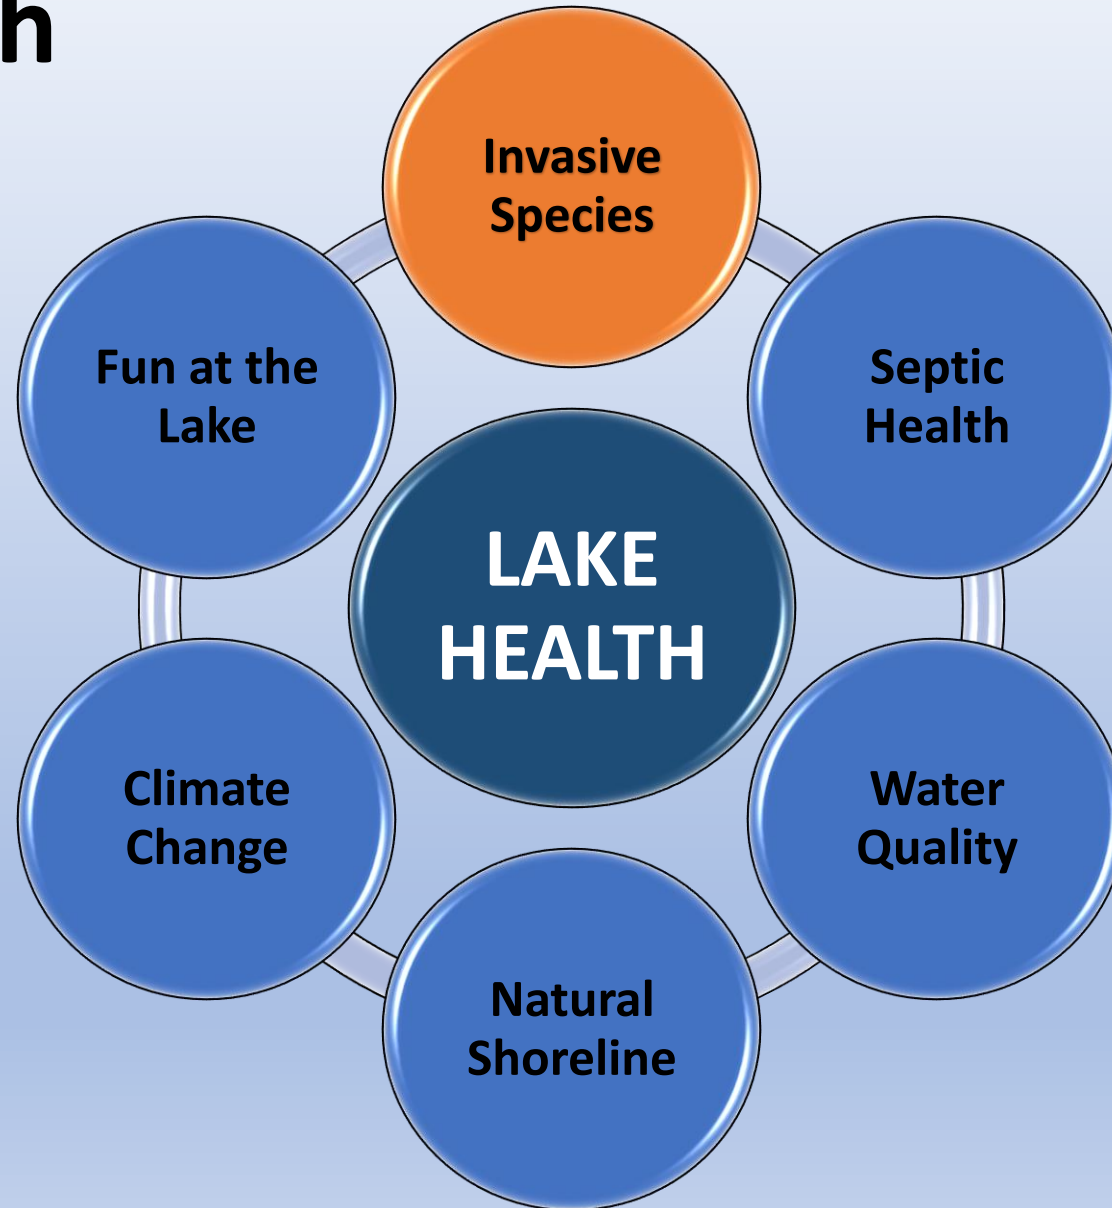 h
Invasive
Species
Septic
Health
Water
Quality
Natural
Shoreline
Climate
Change
Fun at the
Lake
LAKE
HEALTH